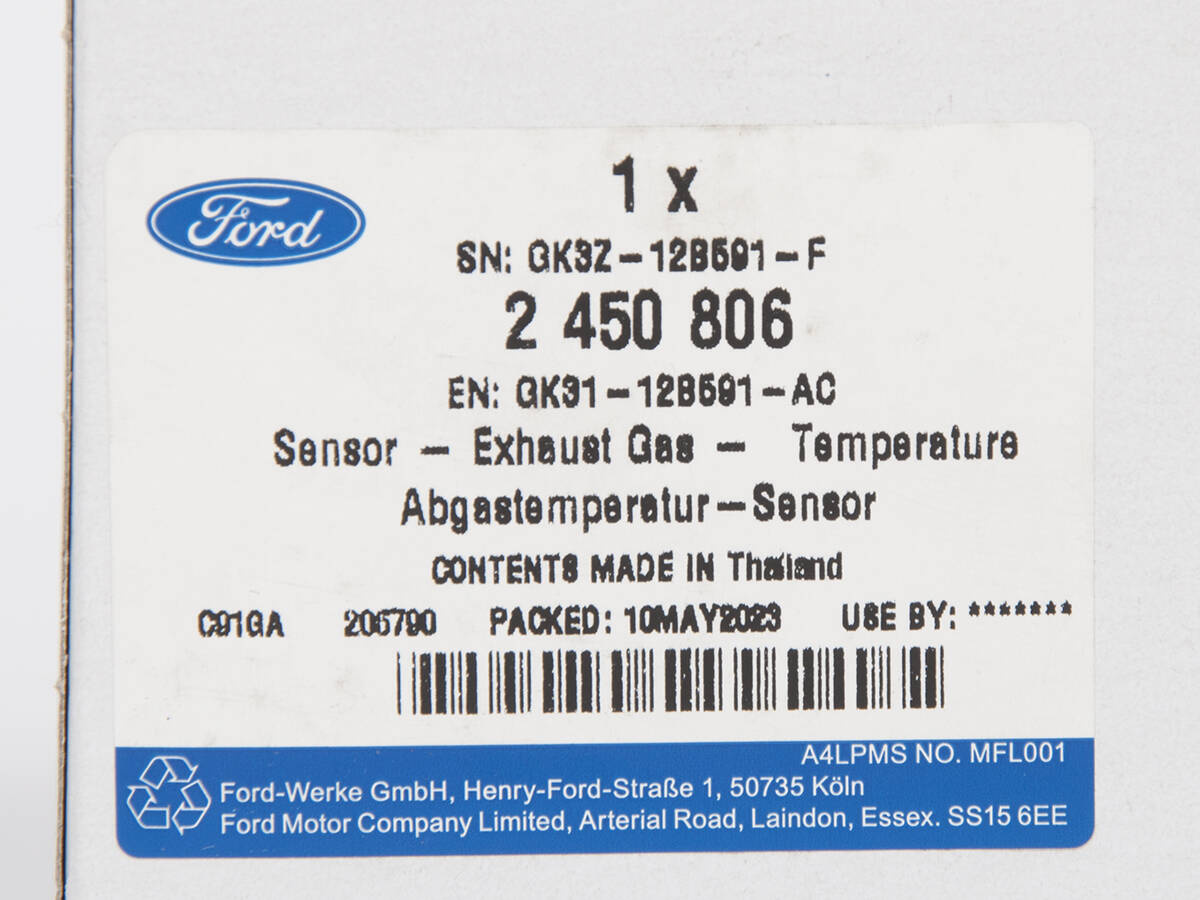 Ford
1 x
SN: GK3Z-12B591-F
2 450 806
EN: GK31-12B591-AC
Sensor - Exhaust Gas - Temperature
Abgastemperatur-Sensor
CONTENTS MADE IN Thailand
C91GA 206790 PACKED: 10MAY2023 USE BY: *******
A4LPMS NO. MFL001
Ford-Werke GmbH, Henry-Ford-Straße 1, 50735 Köln
Ford Motor Company Limited, Arterial Road, Laindon, Essex. SS15 6EE